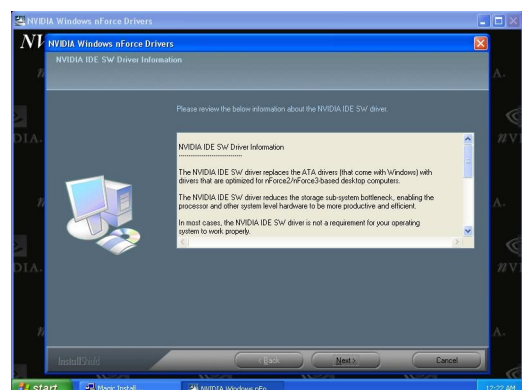 NVIDIA Windows nForce Drivers
NVIDIA Windows nForce Drivers
NVIDIA IDE SW Driver Information
Please review the below information about the NVIDIA IDE SW driver.
NVIDIA IDE SW Driver Information
--------------------------------
The NVIDIA IDE SW driver replaces the ATA drivers (that come with Windows) with
drivers that are optimized for nForce2/nForce3-based desktop computers.
The NVIDIA IDE SW driver reduces the storage sub-system bottleneck, enabling the
processor and other system level hardware to be more productive and efficient.
In most cases, the NVIDIA IDE SW driver is not a requirement for your operating
system to work properly.
InstallShield
< Back
Next >
Cancel
start
Magic Install
NVIDIA Windows nFo...
12:22 AM